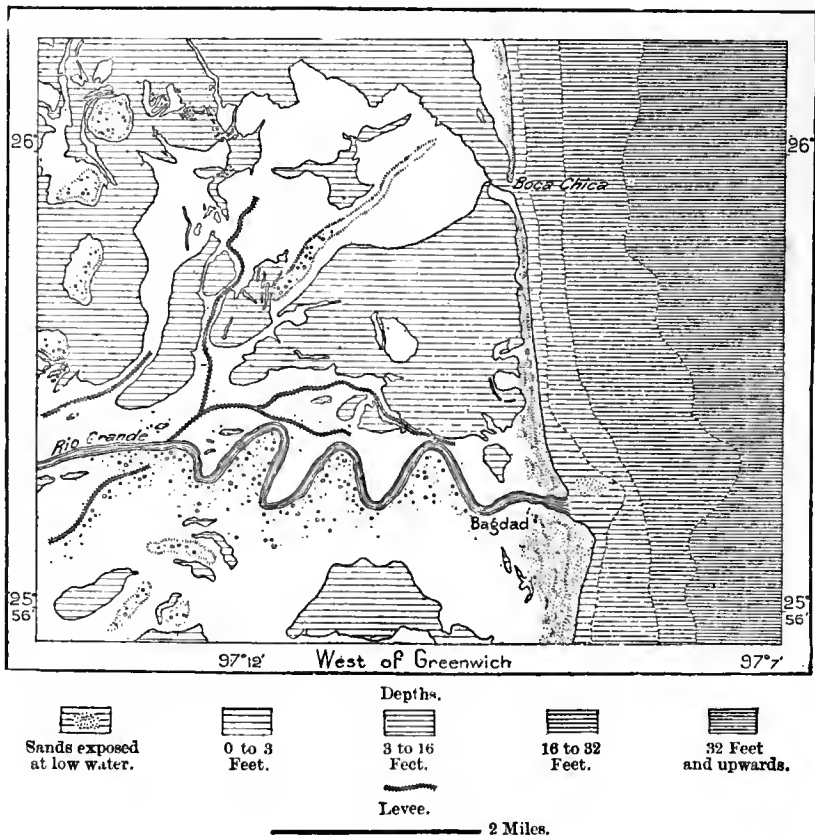 26°
26°
Boca Chica
Rio Grande
Bagdad
25° 56'
25° 56'
97°12'
West of Greenwich
97°7'
Depths.
Sands exposed at low water.
0 to 3 Feet.
3 to 16 Feet.
16 to 32 Feet.
32 Feet and upwards.
Levee.
2 Miles.